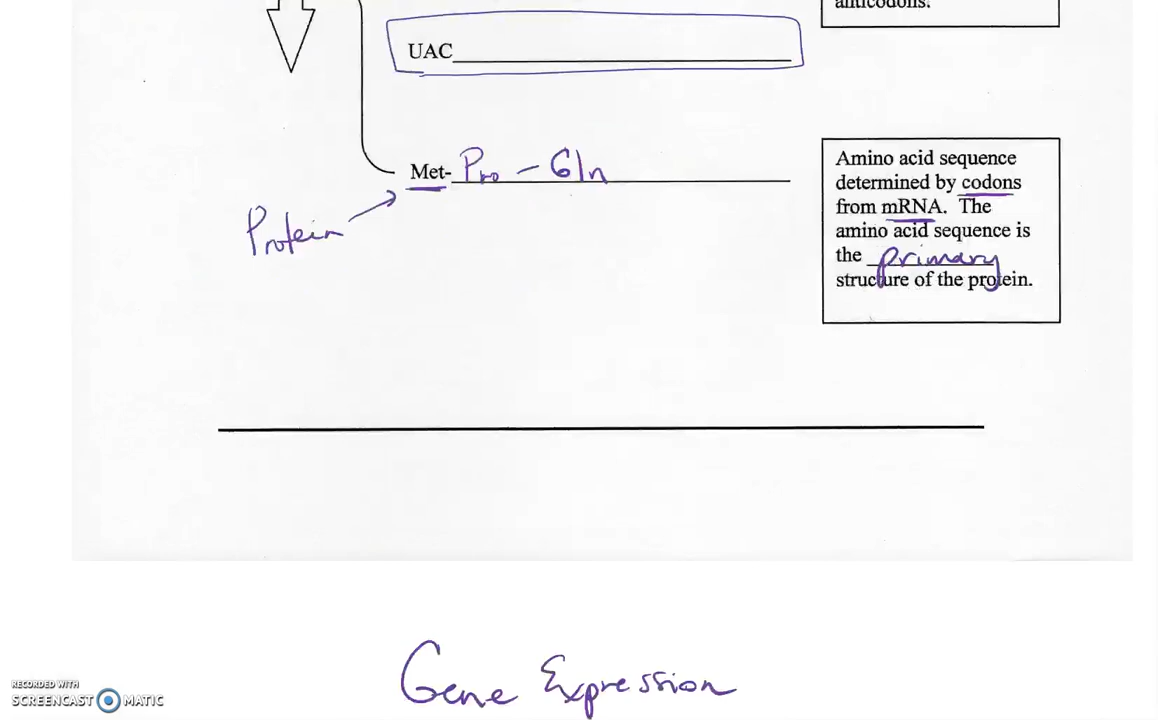 anticodons.
UAC
Met- Pro - Gln
Protein
Amino acid sequence
determined by codons
from mRNA. The
amino acid sequence is
the primary
structure of the protein.
Gene Expression
RECORDED WITH
SCREENCAST MATIC